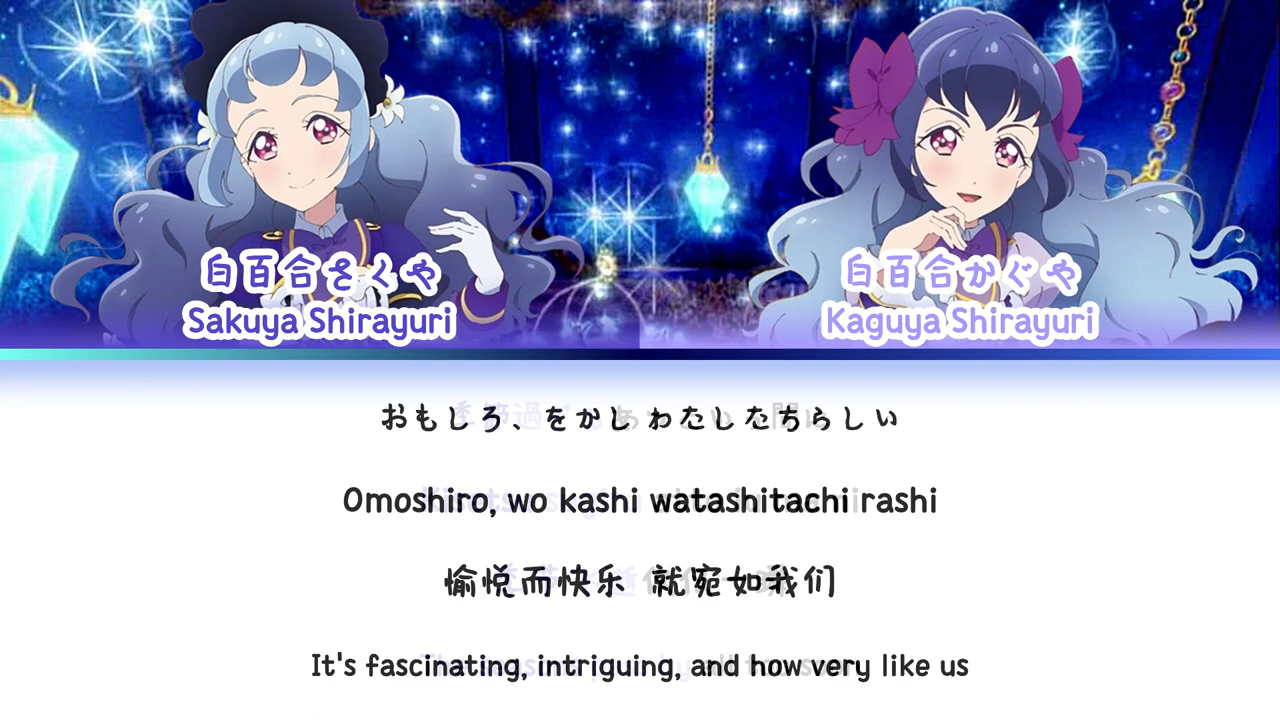 白百合さくや
Sakuya Shirayuri
白百合かぐや
Kaguya Shirayuri
おもしろ、をかし わたしたちらしい
Omoshiro, wo kashi watashitachi rashi
愉悦而快乐 就宛如我们
It's fascinating, intriguing, and how very like us